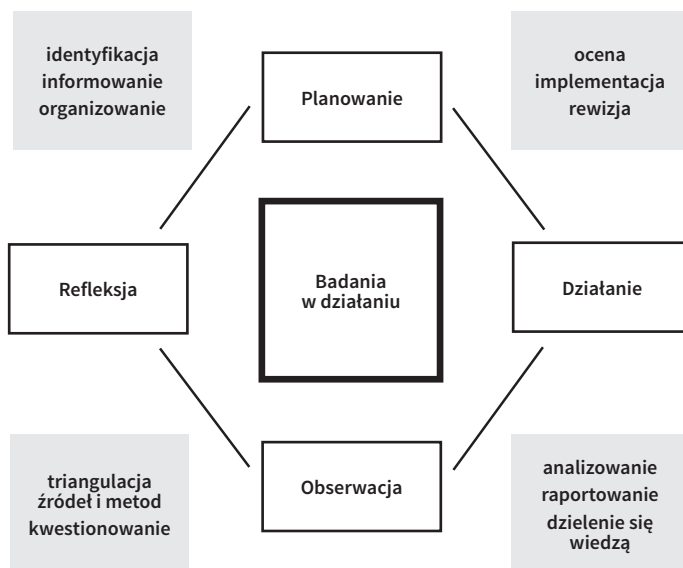 identyfikacja
informowanie
organizowanie
Planowanie
ocena
implementacja
rewizja
Refleksja
Badania
w działaniu
Działanie
triangulacja
źródeł i metod
kwestionowanie
Obserwacja
analizowanie
raportowanie
dzielenie się
wiedzą